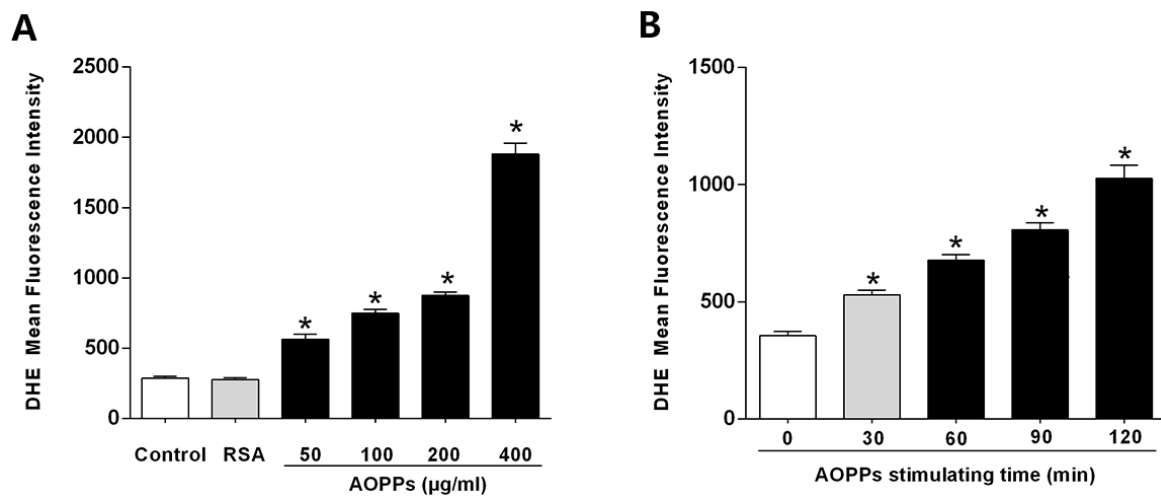 A
DHE Mean Fluorescence Intensity
2500
2000
1500
1000
500
0
* * * *
Control RSA 50 100 200 400
AOPPs (µg/ml)
B
DHE Mean Fluorescence Intensity
1500
1000
500
0
* * * *
0 30 60 90 120
AOPPs stimulating time (min)